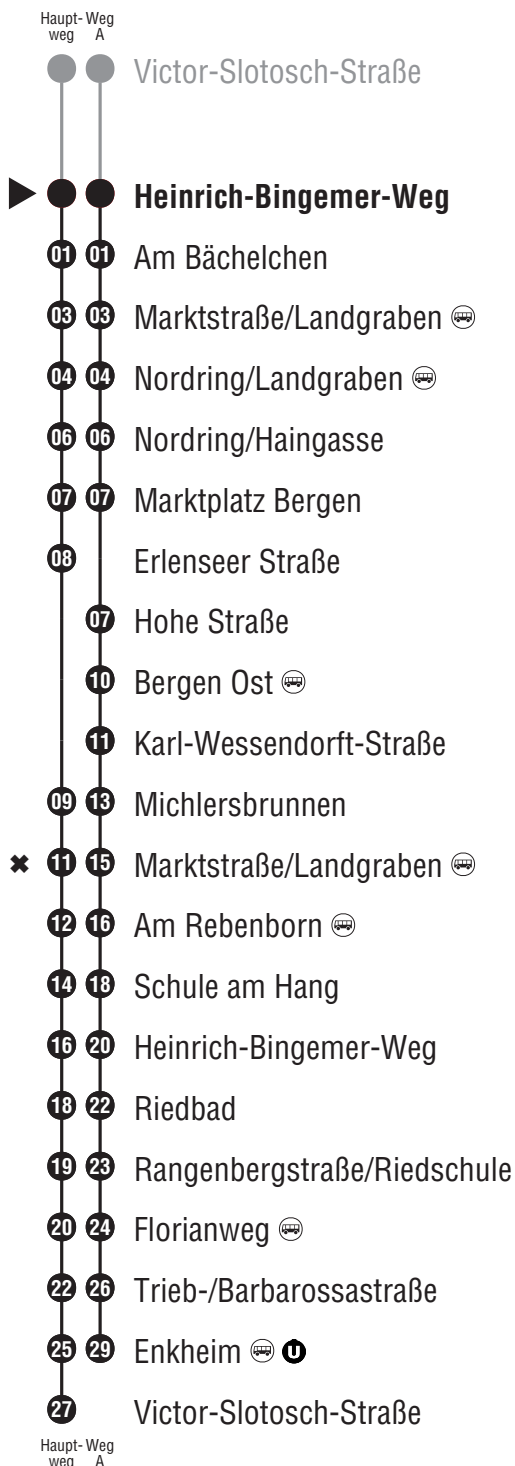 Haupt- Weg
weg A
Victor-Slotosch-Straße
Heinrich-Bingemer-Weg
01 01 Am Bächelchen
03 03 Marktstraße/Landgraben
04 04 Nordring/Landgraben
06 06 Nordring/Haingasse
07 07 Marktplatz Bergen
08 Erlenseer Straße
07 Hohe Straße
10 Bergen Ost
11 Karl-Wessendorft-Straße
09 13 Michlersbrunnen
11 15 Marktstraße/Landgraben
12 16 Am Rebenborn
14 18 Schule am Hang
16 20 Heinrich-Bingemer-Weg
18 22 Riedbad
19 23 Rangenbergstraße/Riedschule
20 24 Florianweg
22 26 Trieb-/Barbarossastraße
25 29 Enkheim U
27 Victor-Slotosch-Straße
Haupt- Weg
weg A